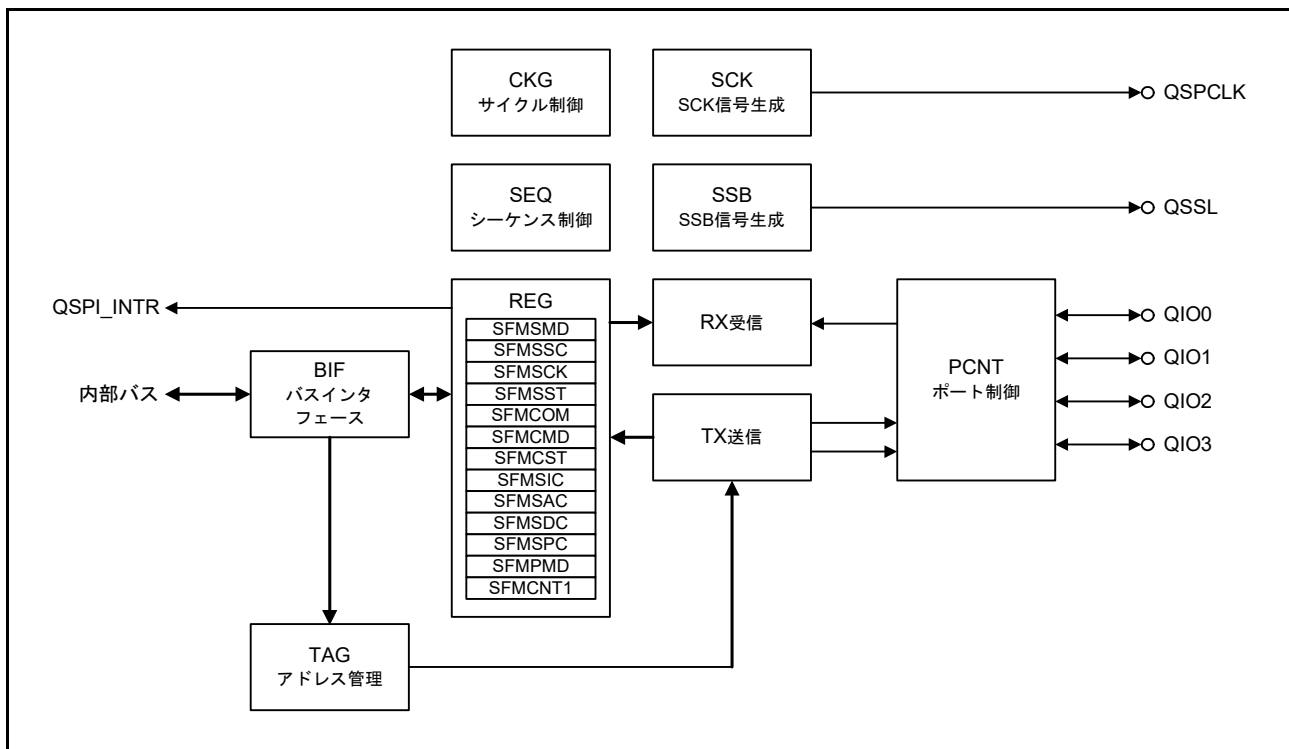 CKG
サイクル制御
SCK
SCK信号生成
QSPCLK
SEQ
シーケンス制御
SSB
SSB信号生成
QSSL
QSPI_INTR
REG
SFMSMD
SFMSSC
SFMSCK
SFMSST
SFMCOM
SFMCMD
SFMCST
SFMSIC
SFMSAC
SFMSDC
SFMSPC
SFMPMD
SFMCNT1
RX受信
内部バス
BIF
バスインタ
フェース
TX送信
PCNT
ポート制御
QIO0
QIO1
QIO2
QIO3
TAG
アドレス管理